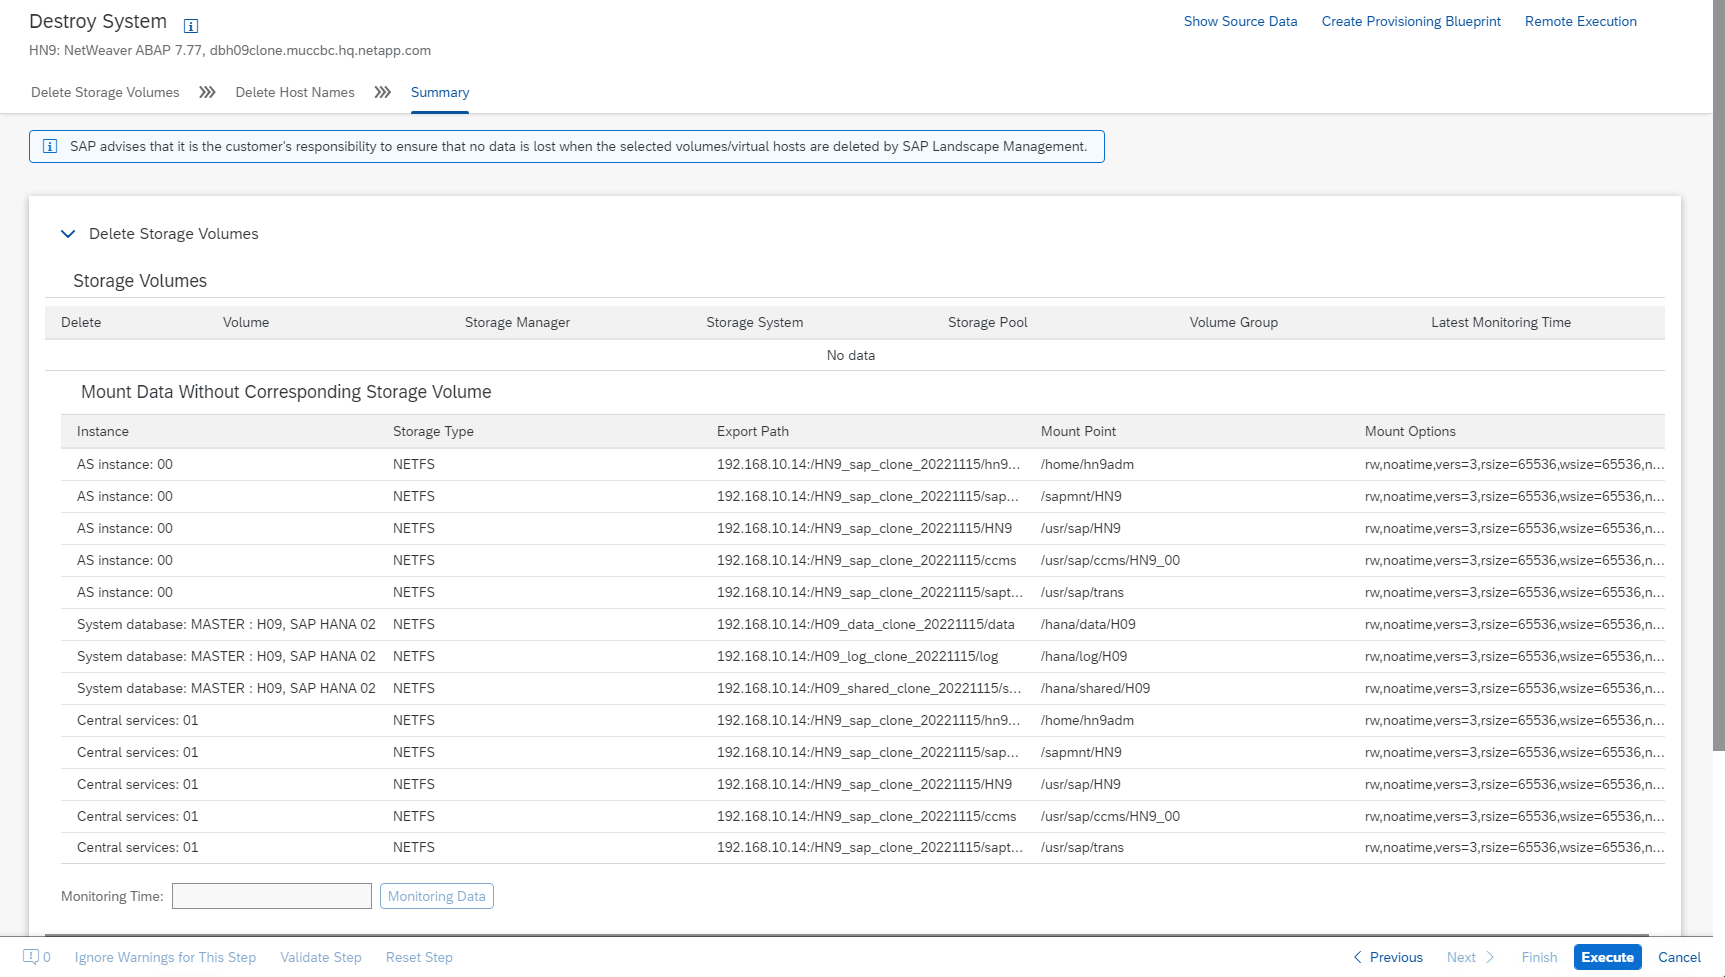 Destroy System
Show Source Data Create Provisioning Blueprint Remote Execution
HN9: NetWeaver ABAP 7.77, dbh09clone.muccbc.hq.netapp.com
Delete Storage Volumes Delete Host Names Summary
SAP advises that it is the customer's responsibility to ensure that no data is lost when the selected volumes/virtual hosts are deleted by SAP Landscape Management.
Delete Storage Volumes
Storage Volumes
Delete Volume Storage Manager Storage System Storage Pool Volume Group Latest Monitoring Time
No data
Mount Data Without Corresponding Storage Volume
Instance Storage Type Export Path Mount Point Mount Options
AS instance: 00 NETFS 192.168.10.14:/HN9_sap_clone_20221115/hn9... /home/hn9adm rw,noatime,vers=3,rsize=65536,wsize=65536,n...
AS instance: 00 NETFS 192.168.10.14:/HN9_sap_clone_20221115/sap... /sapmnt/HN9 rw,noatime,vers=3,rsize=65536,wsize=65536,n...
AS instance: 00 NETFS 192.168.10.14:/HN9_sap_clone_20221115/HN9 /usr/sap/HN9 rw,noatime,vers=3,rsize=65536,wsize=65536,n...
AS instance: 00 NETFS 192.168.10.14:/HN9_sap_clone_20221115/ccms /usr/sap/ccms/HN9_00 rw,noatime,vers=3,rsize=65536,wsize=65536,n...
AS instance: 00 NETFS 192.168.10.14:/HN9_sap_clone_20221115/sapt... /usr/sap/trans rw,noatime,vers=3,rsize=65536,wsize=65536,n...
System database: MASTER : H09, SAP HANA 02 NETFS 192.168.10.14:/H09_data_clone_20221115/data /hana/data/H09 rw,noatime,vers=3,rsize=65536,wsize=65536,n...
System database: MASTER : H09, SAP HANA 02 NETFS 192.168.10.14:/H09_log_clone_20221115/log /hana/log/H09 rw,noatime,vers=3,rsize=65536,wsize=65536,n...
System database: MASTER : H09, SAP HANA 02 NETFS 192.168.10.14:/H09_shared_clone_20221115/s... /hana/shared/H09 rw,noatime,vers=3,rsize=65536,wsize=65536,n...
Central services: 01 NETFS 192.168.10.14:/HN9_sap_clone_20221115/hn9... /home/hn9adm rw,noatime,vers=3,rsize=65536,wsize=65536,n...
Central services: 01 NETFS 192.168.10.14:/HN9_sap_clone_20221115/sap... /sapmnt/HN9 rw,noatime,vers=3,rsize=65536,wsize=65536,n...
Central services: 01 NETFS 192.168.10.14:/HN9_sap_clone_20221115/HN9 /usr/sap/HN9 rw,noatime,vers=3,rsize=65536,wsize=65536,n...
Central services: 01 NETFS 192.168.10.14:/HN9_sap_clone_20221115/ccms /usr/sap/ccms/HN9_00 rw,noatime,vers=3,rsize=65536,wsize=65536,n...
Central services: 01 NETFS 192.168.10.14:/HN9_sap_clone_20221115/sapt... /usr/sap/trans rw,noatime,vers=3,rsize=65536,wsize=65536,n...
Monitoring Time: Monitoring Data
0 Ignore Warnings for This Step Validate Step Reset Step Previous Next Finish Execute Cancel